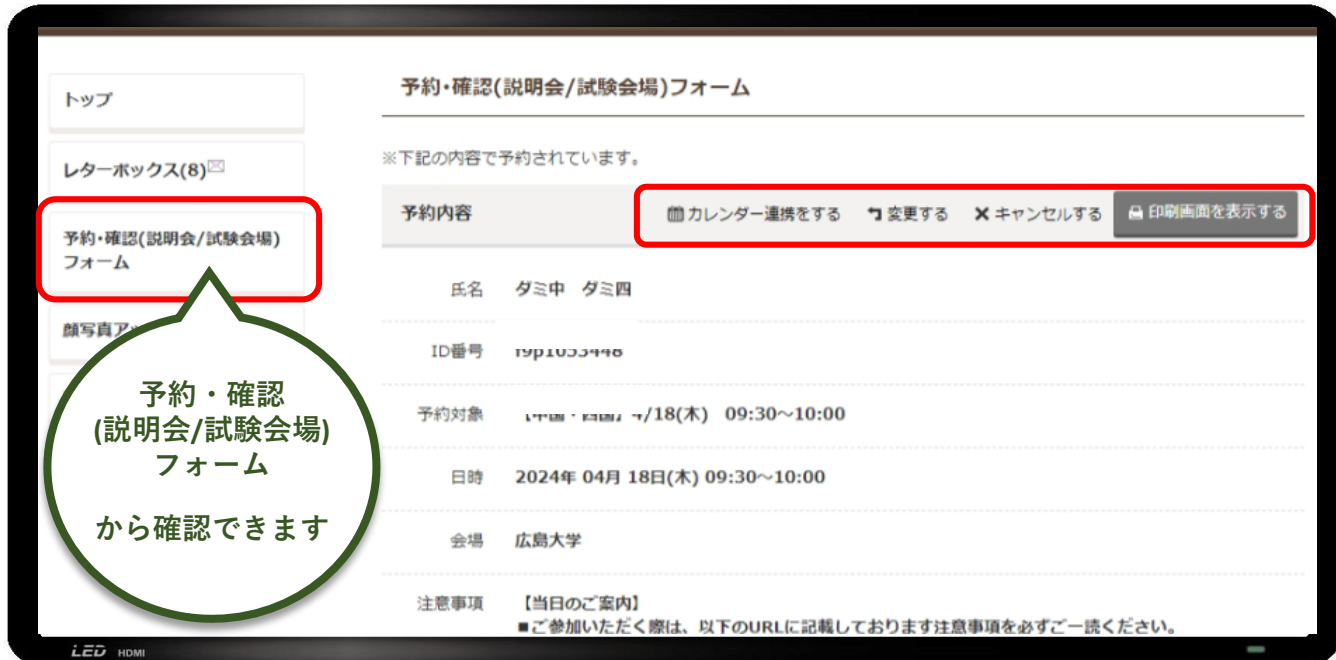 予約・確認(説明会/試験会場)フォーム
トップ
レターボックス(8)
予約・確認(説明会/試験会場)
フォーム
※下記の内容で予約されています。
予約内容
カレンダー連携をする 変更する キャンセルする 印刷画面を表示する
氏名 ダミ中 ダミ四
ID番号
予約対象 4/18(木) 09:30～10:00
日時 2024年 04月 18日(木) 09:30～10:00
会場 広島大学
注意事項 【当日のご案内】
■ご参加いただく際は、以下のURLに記載しております注意事項を必ずご一読ください。
顔写真ア
予約・確認
(説明会/試験会場)
フォーム
から確認できます
LED HDMI